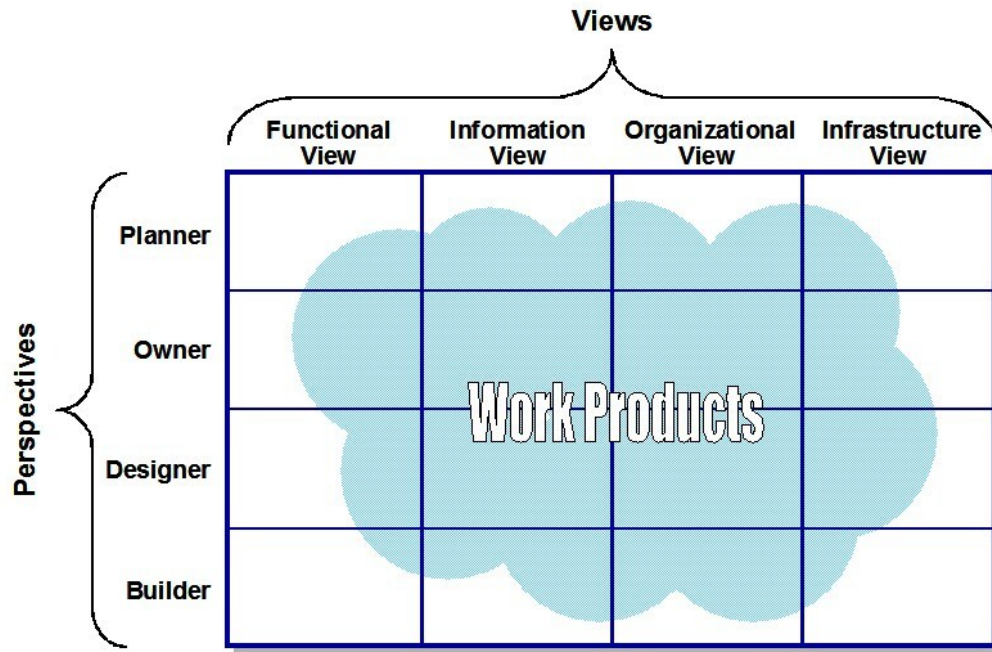 Views
Functional View
Information View
Organizational View
Infrastructure View
Perspectives
Planner
Owner
Designer
Builder
Work Products